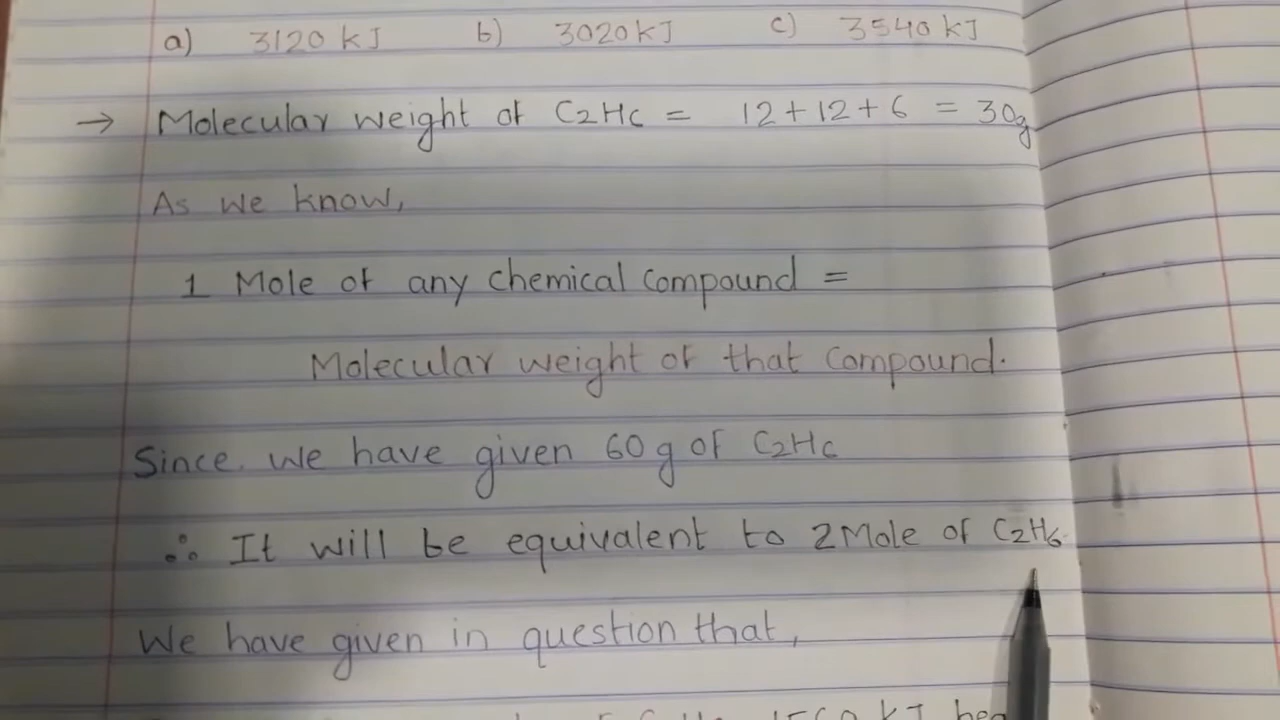 a) 3120 kJ b) 3020 kJ c) 3540 kJ
→ Molecular weight of C2H6 = 12 + 12 + 6 = 30g
As we know,
1 Mole of any chemical compound =
Molecular weight of that compound.
Since we have given 60 g of C2H6
∴ It will be equivalent to 2 Mole of C2H6.
We have given in question that,